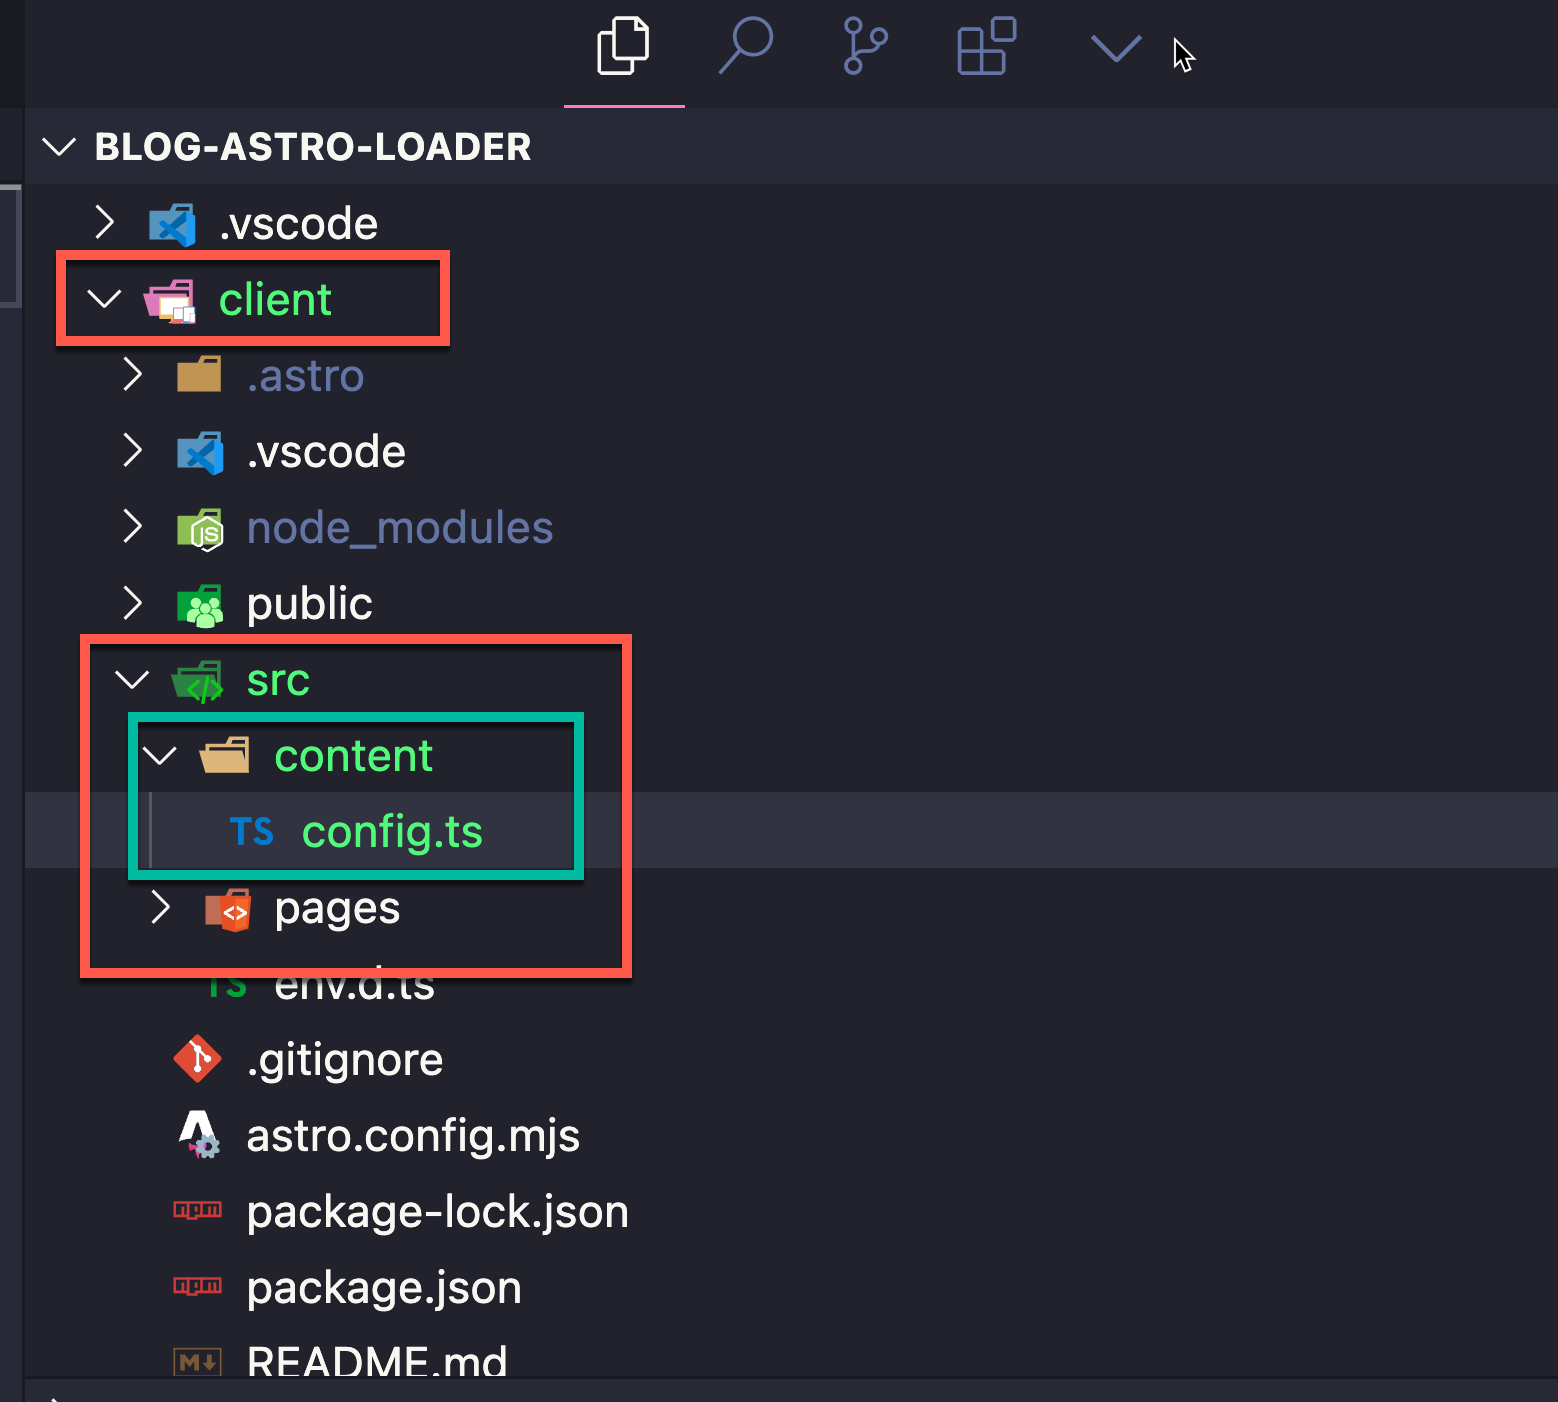 BLOG-ASTRO-LOADER
.vscode
client
.astro
.vscode
node_modules
public
src
content
TS config.ts
pages
TS env.d.ts
.gitignore
astro.config.mjs
package-lock.json
package.json
README.md